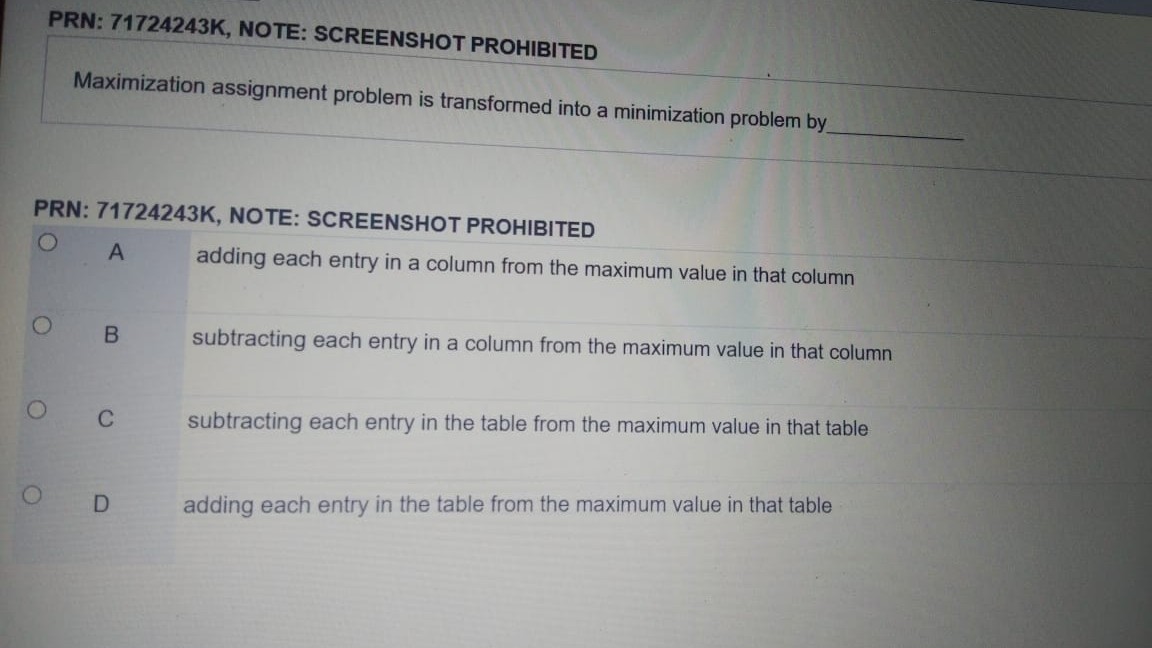 PRN: 71724243K, NOTE: SCREENSHOT PROHIBITED
Maximization assignment problem is transformed into a minimization problem by____________
PRN: 71724243K, NOTE: SCREENSHOT PROHIBITED
A adding each entry in a column from the maximum value in that column
B subtracting each entry in a column from the maximum value in that column
C subtracting each entry in the table from the maximum value in that table
D adding each entry in the table from the maximum value in that table